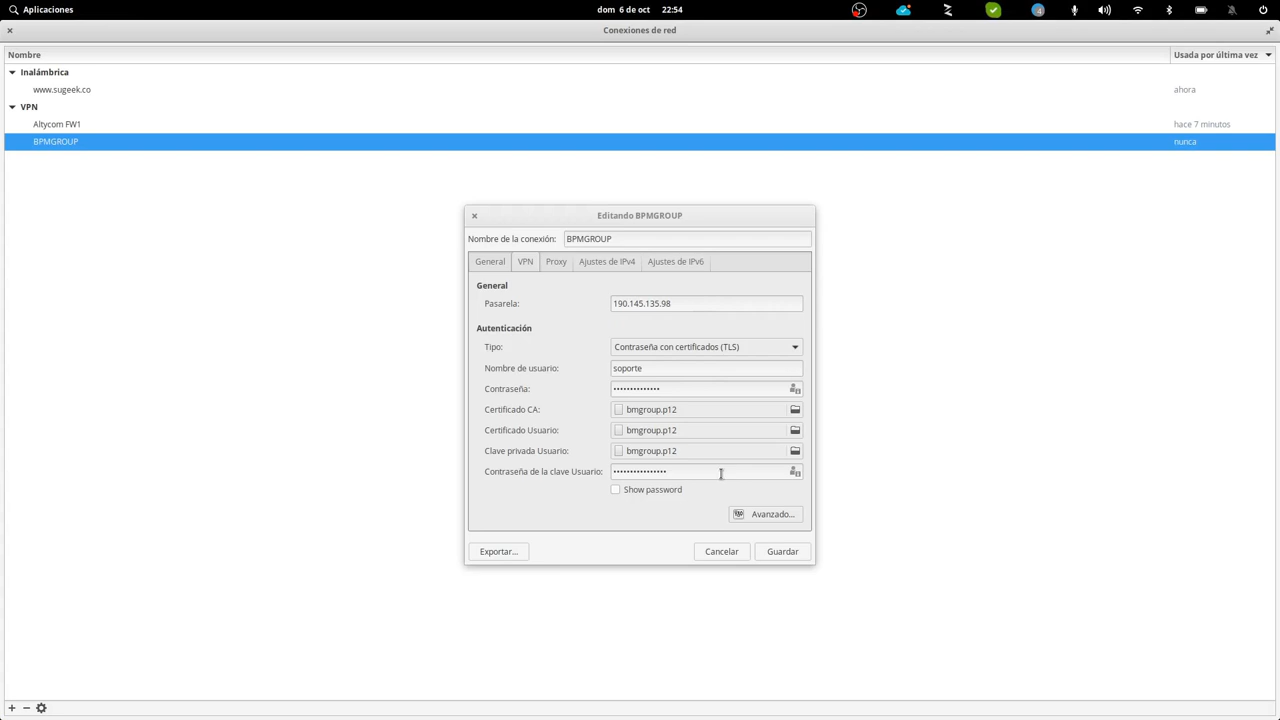 Aplicaciones
dom 6 de oct 22:54
4
Conexiones de red
Nombre
Usada por última vez
Inalámbrica
www.sugeek.co
ahora
VPN
Altycom FW1
hace 7 minutos
BPMGROUP
nunca
Editando BPMGROUP
Nombre de la conexión: BPMGROUP
General VPN Proxy Ajustes de IPv4 Ajustes de IPv6
General
Pasarela: 190.145.135.98
Autenticación
Tipo: Contraseña con certificados (TLS)
Nombre de usuario: soporte
Contraseña: ••••••••••••••
Certificado CA: bmgroup.p12
Certificado Usuario: bmgroup.p12
Clave privada Usuario: bmgroup.p12
Contraseña de la clave Usuario: ••••••••••••••••
Show password
Avanzado...
Exportar... Cancelar Guardar